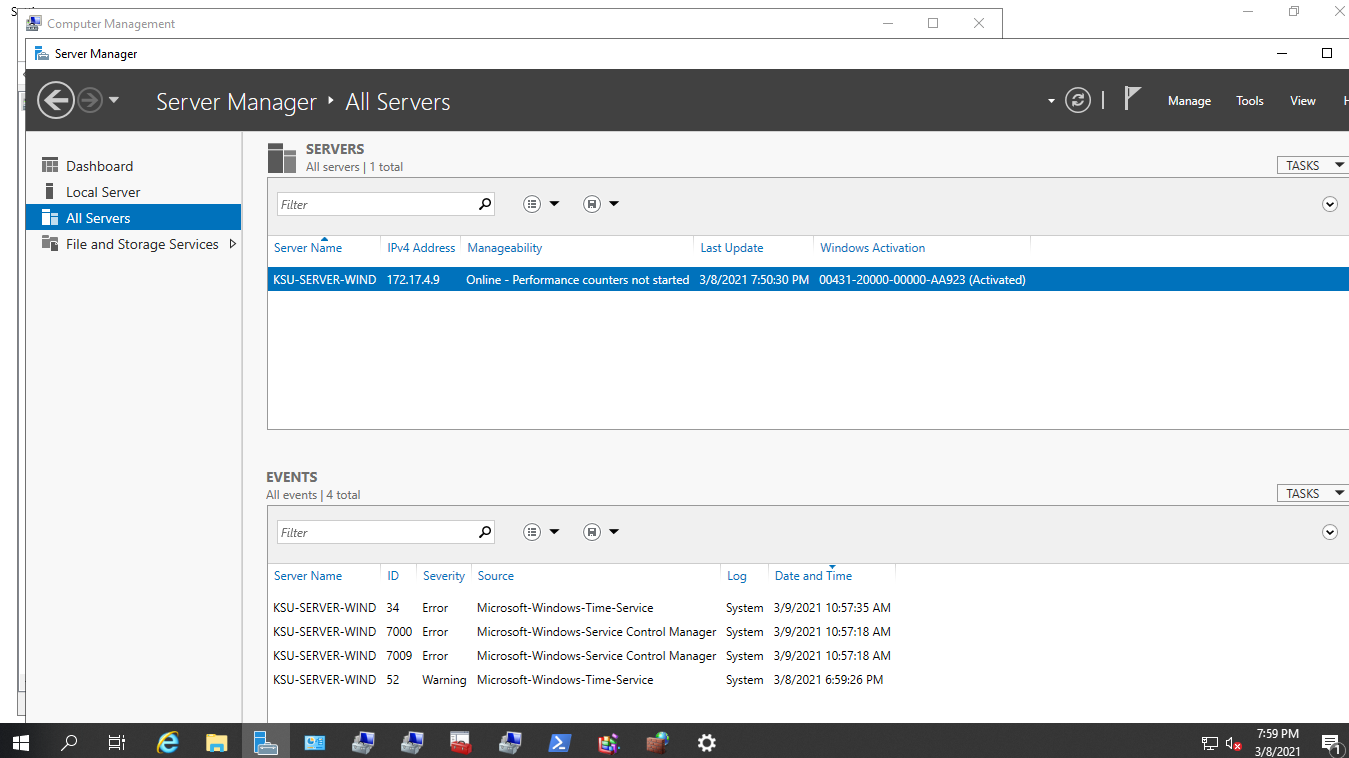 Computer Management
Server Manager
Server Manager All Servers
Manage Tools View
Dashboard
Local Server
All Servers
File and Storage Services
SERVERS
All servers | 1 total
TASKS
Filter
Server Name IPv4 Address Manageability Last Update Windows Activation
KSU-SERVER-WIND 172.17.4.9 Online - Performance counters not started 3/8/2021 7:50:30 PM 00431-20000-00000-AA923 (Activated)
EVENTS
All events | 4 total
TASKS
Filter
Server Name ID Severity Source Log Date and Time
KSU-SERVER-WIND 34 Error Microsoft-Windows-Time-Service System 3/9/2021 10:57:35 AM
KSU-SERVER-WIND 7000 Error Microsoft-Windows-Service Control Manager System 3/9/2021 10:57:18 AM
KSU-SERVER-WIND 7009 Error Microsoft-Windows-Service Control Manager System 3/9/2021 10:57:18 AM
KSU-SERVER-WIND 52 Warning Microsoft-Windows-Time-Service System 3/8/2021 6:59:26 PM
7:59 PM
3/8/2021
1